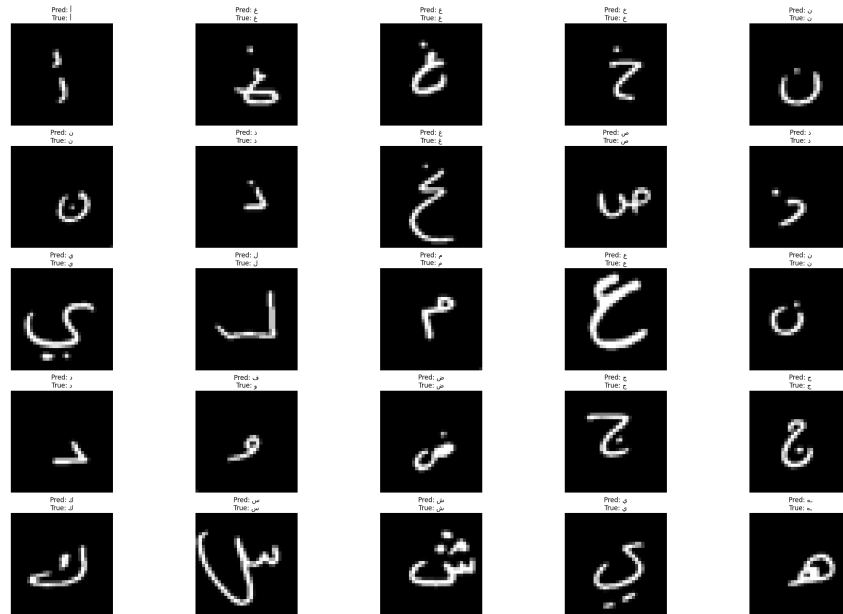 Pred: أ
True: أ
أ
Pred: غ
True: غ
غ
Pred: غ
True: غ
غ
Pred: خ
True: خ
خ
Pred: ن
True: ن
ن
Pred: ن
True: ن
ن
Pred: ذ
True: ذ
ذ
Pred: غ
True: غ
غ
Pred: ص
True: ص
ص
Pred: ذ
True: ذ
ذ
Pred: ي
True: ي
ي
Pred: ل
True: ل
ل
Pred: م
True: م
م
Pred: ع
True: ع
ع
Pred: ن
True: ن
ن
Pred: د
True: د
د
Pred: ف
True: و
و
Pred: ض
True: ض
ض
Pred: ج
True: ج
ج
Pred: ج
True: ج
ج
Pred: ك
True: ك
ك
Pred: س
True: س
س
Pred: ش
True: ش
ش
Pred: ي
True: ي
ي
Pred: هـ
True: هـ
هـ